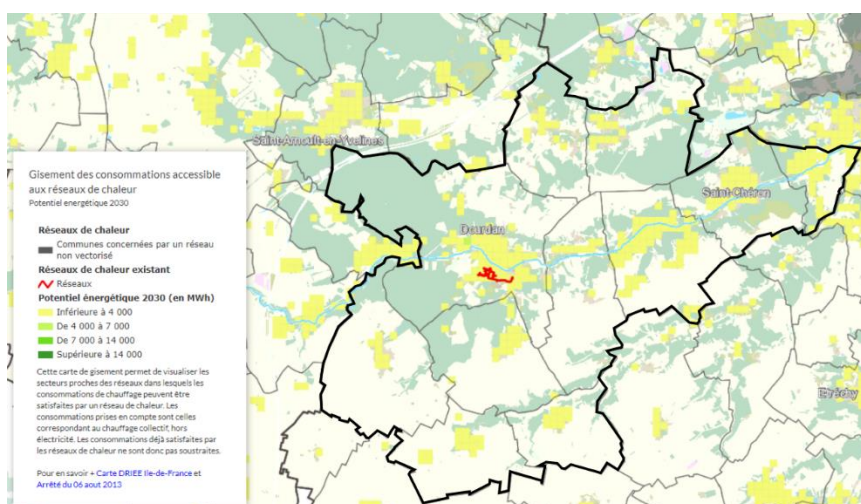 Saint-Arnoult-en-Yvelines
Saint-Chéron
Dourdan
Etréchy
Gisement des consommations accessible
aux réseaux de chaleur
Potentiel energétique 2030
Réseaux de chaleur
Communes concernées par un réseau
non vectorisé
Réseaux de chaleur existant
Réseaux
Potentiel énergétique 2030 (en MWh)
Inférieure à 4 000
De 4 000 à 7 000
De 7 000 à 14 000
Supérieure à 14 000
Cette carte de gisement permet de visualiser les
secteurs proches des réseaux dans lesquels les
consommations de chauffage peuvent être
satisfaites par un réseau de chaleur. Les
consommations prises en compte sont celles
correspondant au chauffage collectif, hors
électricité. Les consommations déjà satisfaites par
les réseaux de chaleur ne sont donc pas soustraites.
Pour en savoir + Carte DRIEE Ile-de-France et
Arrêté du 06 aout 2013